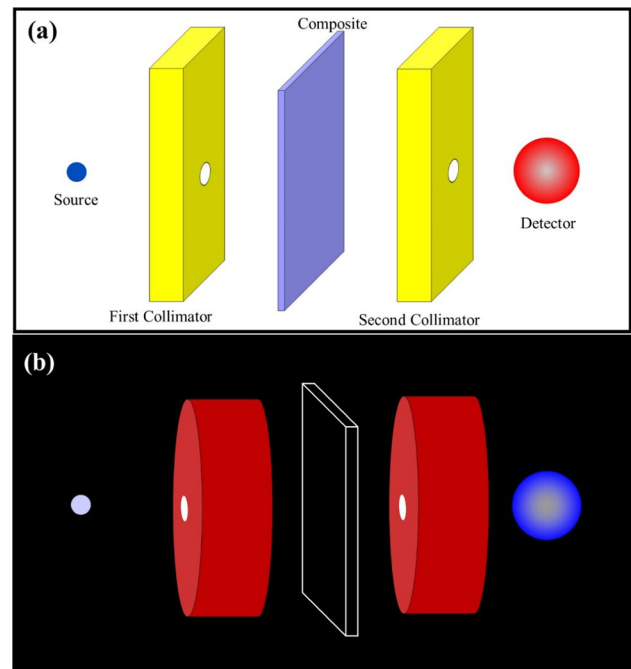 (a)
Composite
Source
Detector
First Collimator
Second Collimator
(b)